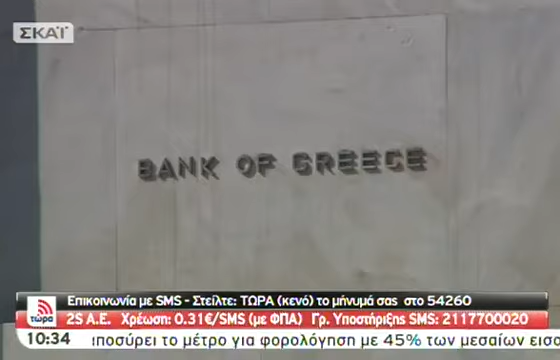 ΣΚΑΪ
BANK OF GREECE
Επικοινωνία με SMS - Στείλτε: ΤΩΡΑ (κενό) το μήνυμά σας στο 54260
τώρα
2S Α.Ε. Χρέωση: 0.31€/SMS (με ΦΠΑ) Γρ. Υποστήριξης SMS: 2117700020
10:34 ποσύρει το μέτρο για φορολόγηση με 45% των μεσαίων εισ